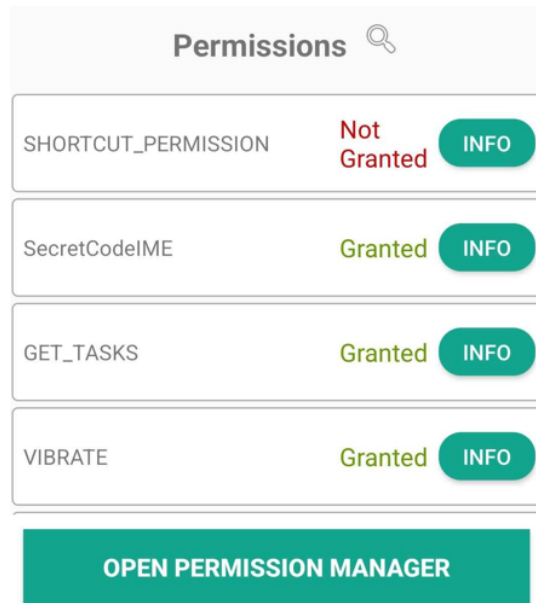 Permissions
SHORTCUT_PERMISSION
Not
Granted
INFO
SecretCodeIME
Granted
INFO
GET_TASKS
Granted
INFO
VIBRATE
Granted
INFO
OPEN PERMISSION MANAGER